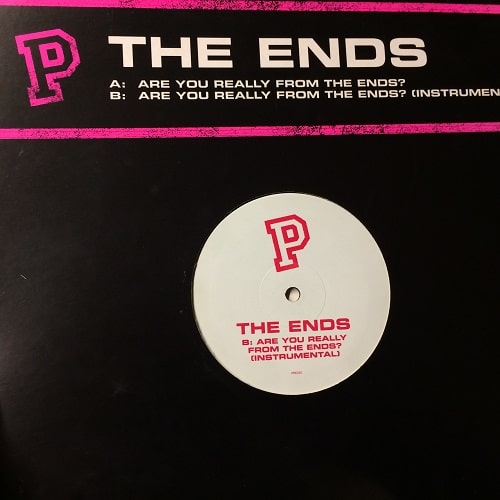 P
THE ENDS
A: ARE YOU REALLY FROM THE ENDS?
B: ARE YOU REALLY FROM THE ENDS? (INSTRUMEN
P
THE ENDS
B: ARE YOU REALLY
FROM THE ENDS?
(INSTRUMENTAL)